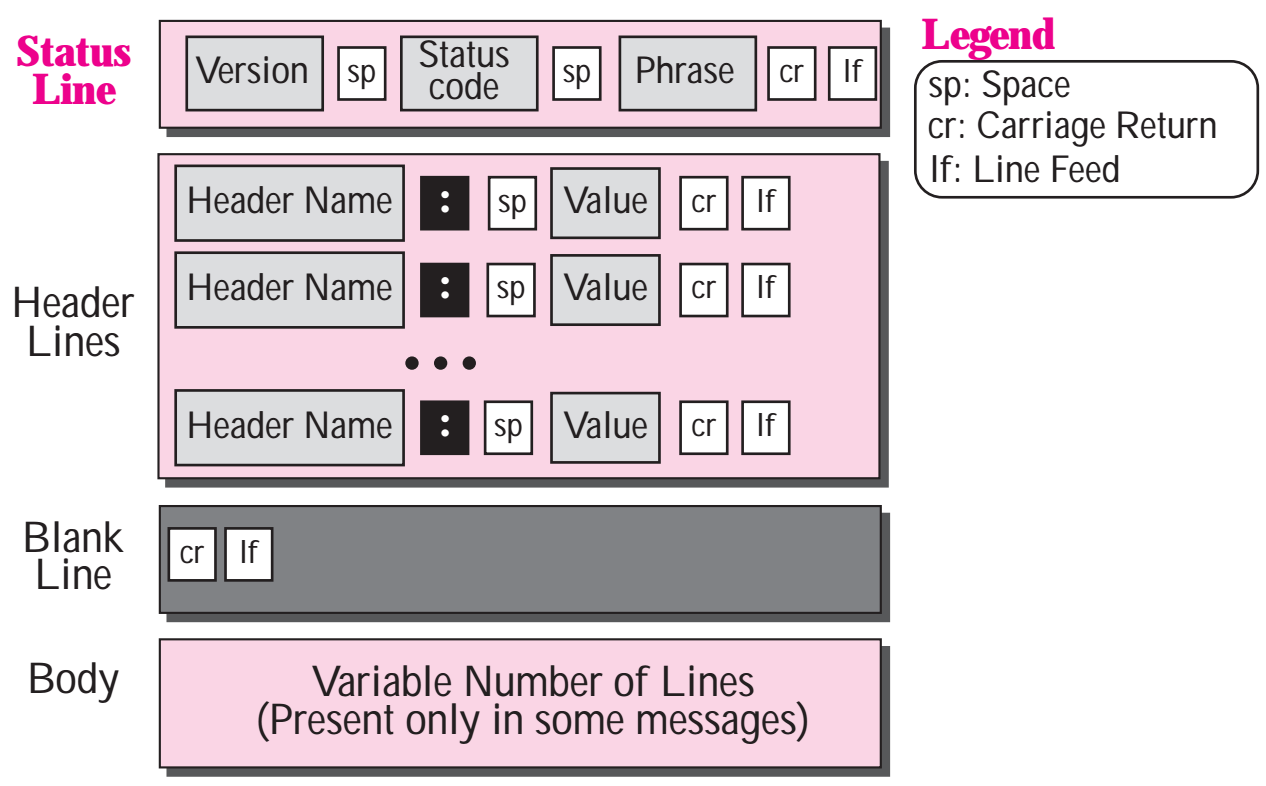 Status
Line
Version sp Status code sp Phrase cr lf
Legend
sp: Space
cr: Carriage Return
lf: Line Feed
Header
Lines
Header Name : sp Value cr lf
Header Name : sp Value cr lf
• • •
Header Name : sp Value cr lf
Blank
Line
cr lf
Body
Variable Number of Lines
(Present only in some messages)